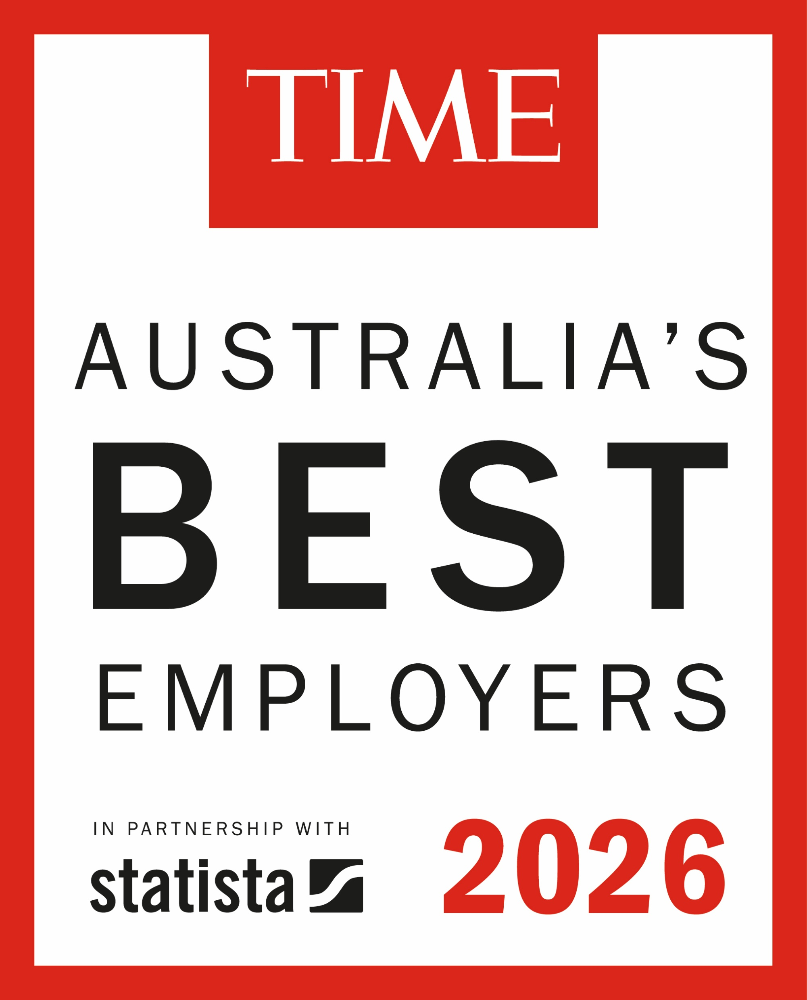 TIME
AUSTRALIA'S
BEST
EMPLOYERS
IN PARTNERSHIP WITH
statista
2026